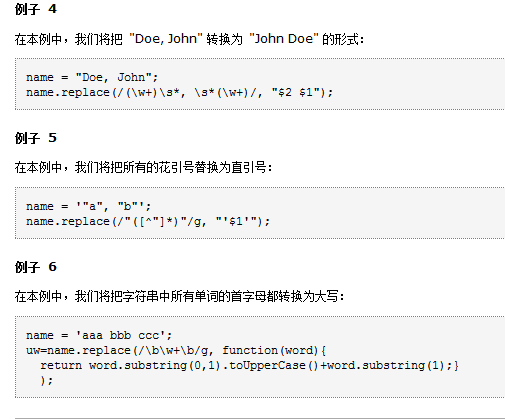 例子 4
在本例中，我们将把 "Doe, John" 转换为 "John Doe" 的形式：
name = "Doe, John";
name.replace(/(\w+)\s*, \s*(\w+)/, "$2 $1");
例子 5
在本例中，我们将把所有的花引号替换为直引号：
name = '"a", "b"';
name.replace(/"([^"]*)"/g, "'$1'");
例子 6
在本例中，我们将把字符串中所有单词的首字母都转换为大写：
name = 'aaa bbb ccc';
uw=name.replace(/\b\w+\b/g, function(word){
  return word.substring(0,1).toUpperCase()+word.substring(1);}
  );